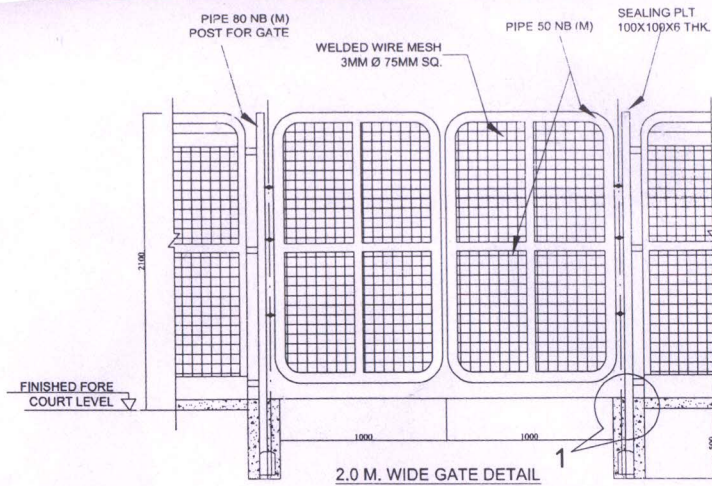 PIPE 80 NB (M)
POST FOR GATE
WELDED WIRE MESH
3MM Ø 75MM SQ.
PIPE 50 NB (M)
SEALING PLT
100X100X6 THK.
2100
FINISHED FORE
COURT LEVEL
1000
1000
1
2.0 M. WIDE GATE DETAIL